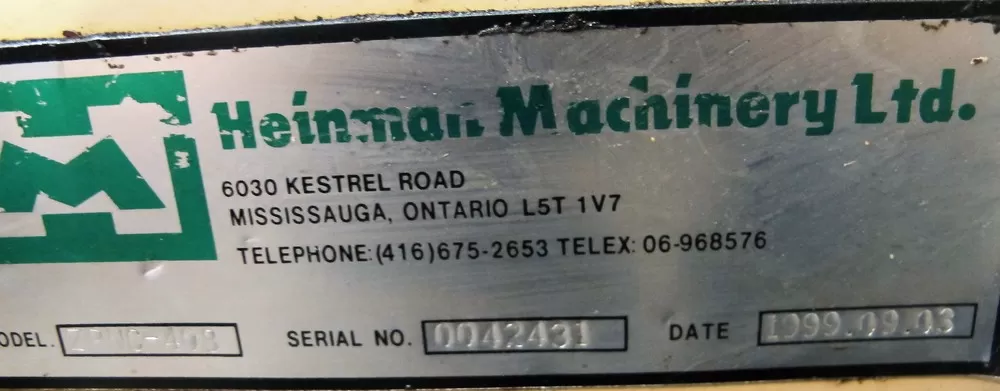 Heinman Machinery Ltd.
6030 KESTREL ROAD
MISSISSAUGA, ONTARIO L5T 1V7
TELEPHONE:(416)675-2653 TELEX: 06-968576
ODEL. SERIAL NO. 0042431 DATE 1999.09.03